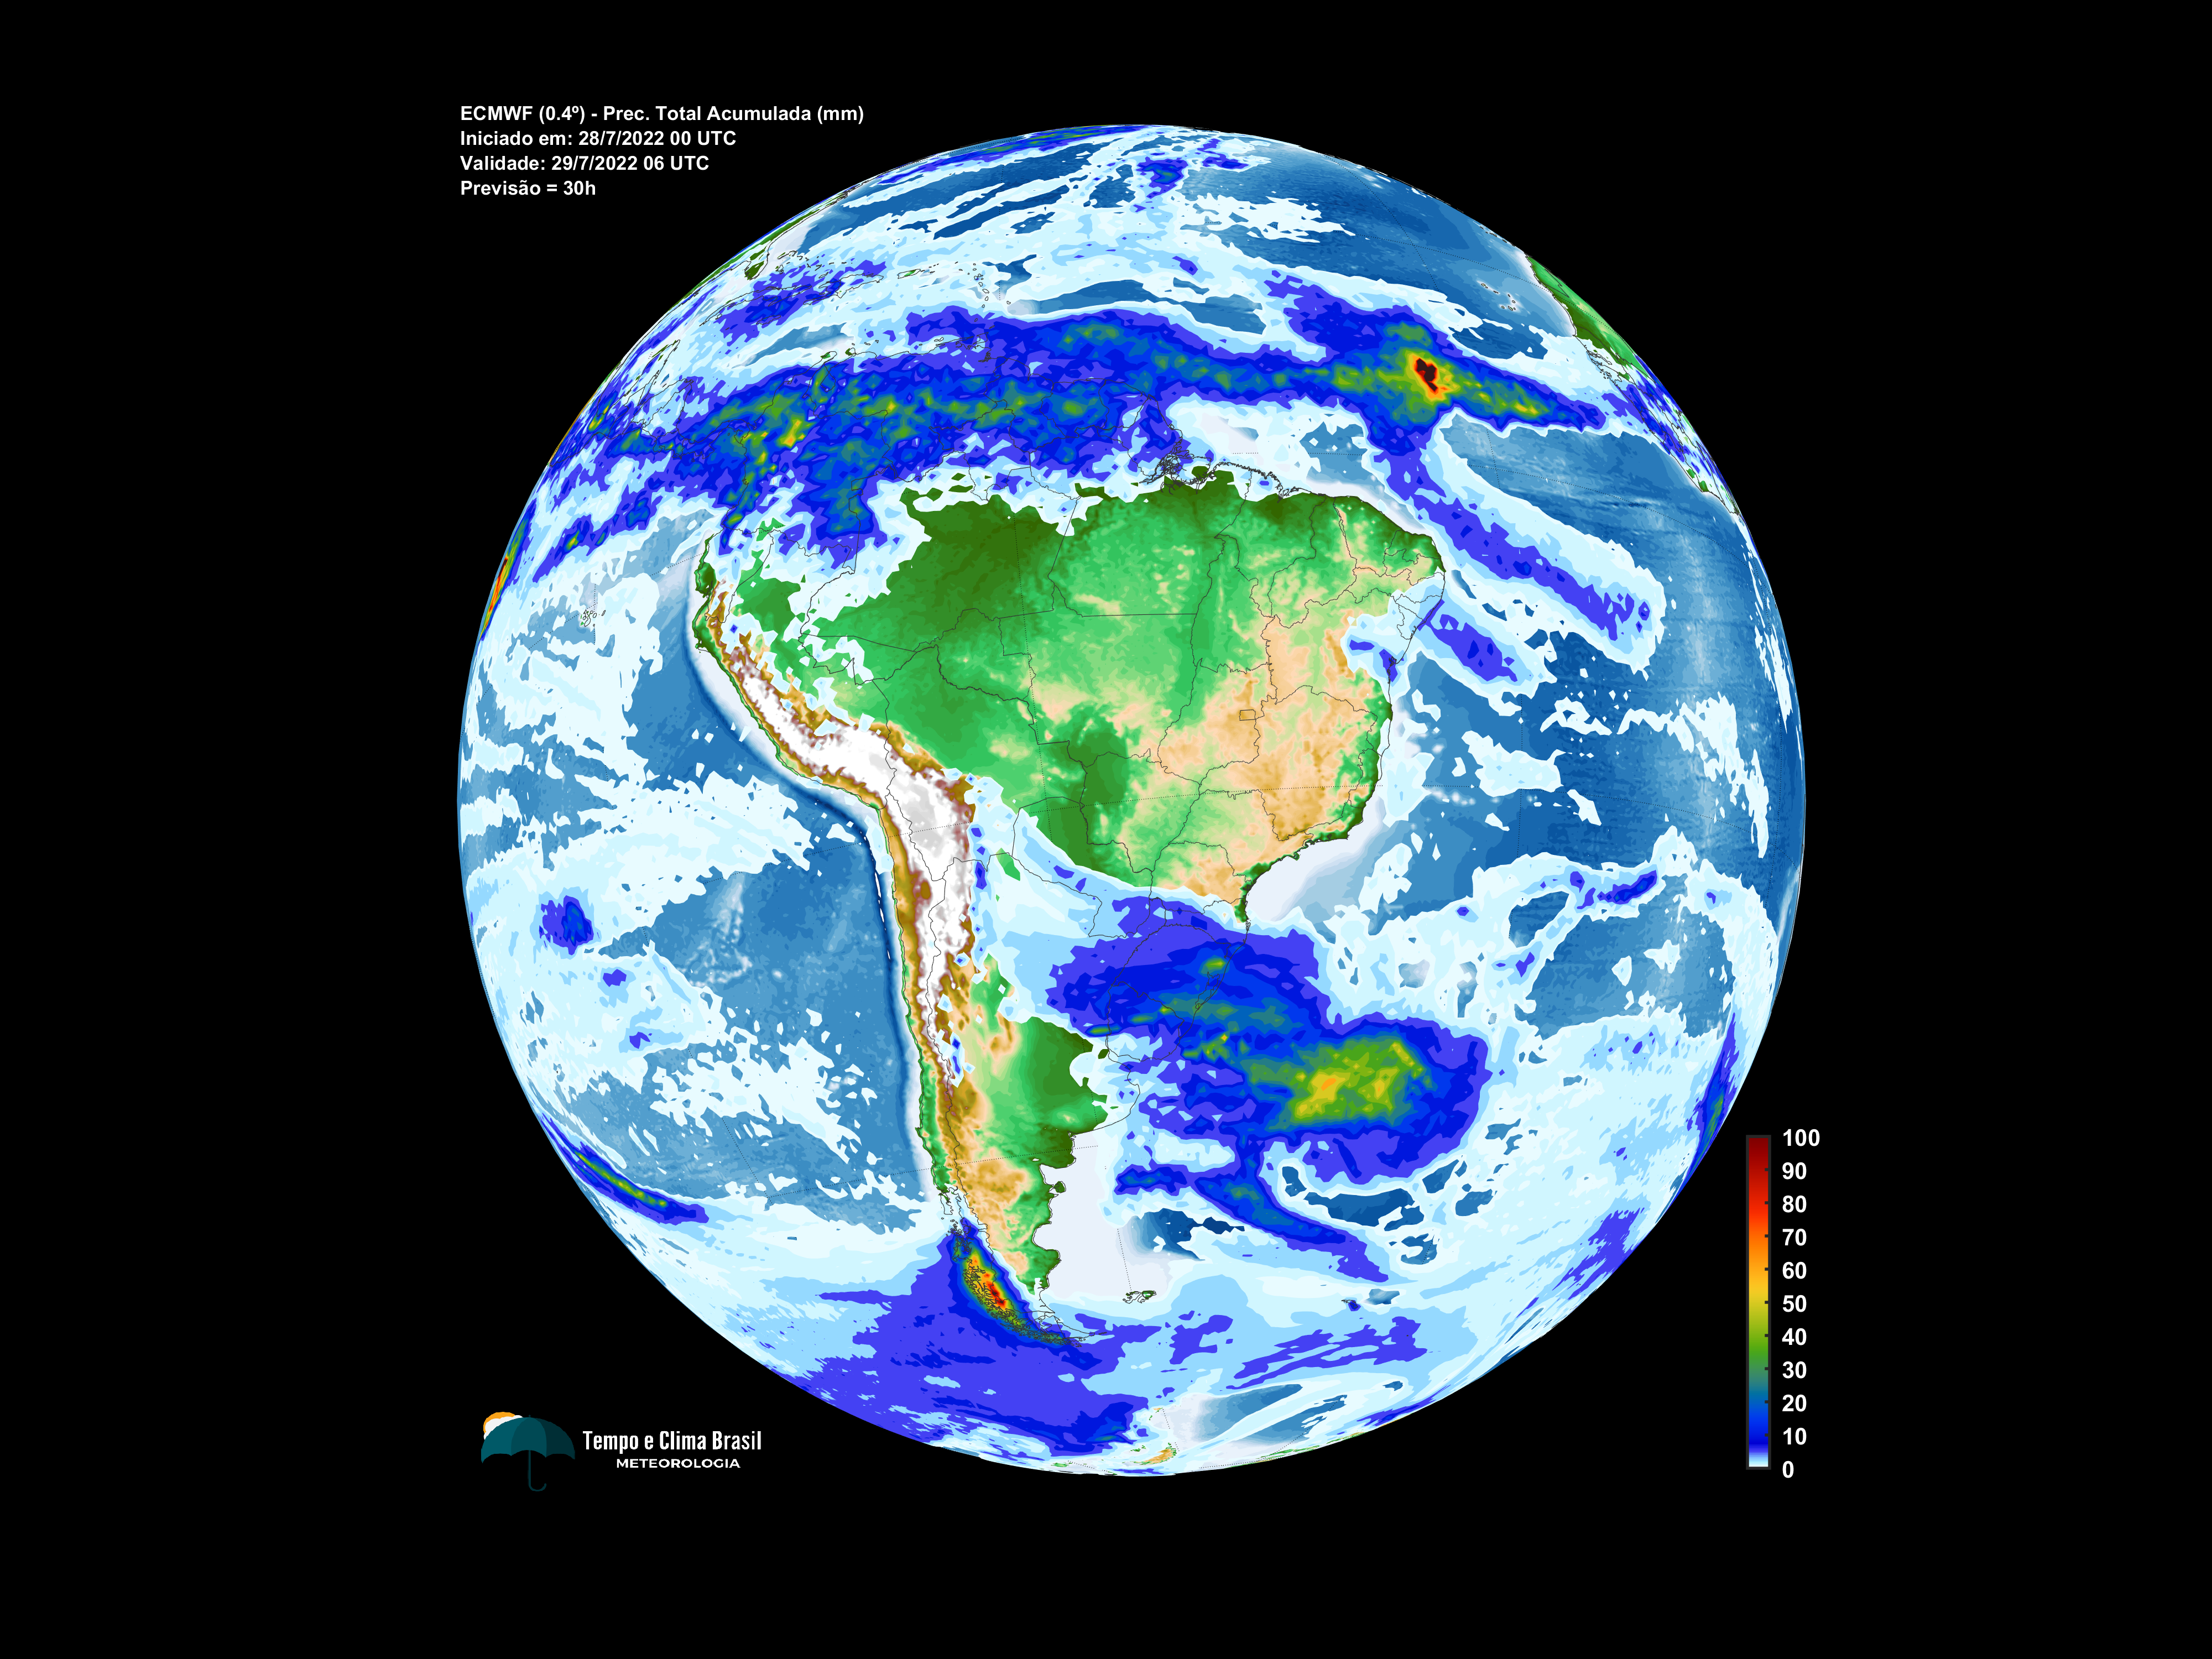 ECMWF (0.4º) - Prec. Total Acumulada (mm)
Iniciado em: 28/7/2022 00 UTC
Validade: 29/7/2022 06 UTC
Previsão = 30h
100
90
80
70
60
50
40
30
20
10
0
Tempo e Clima Brasil
METEOROLOGIA